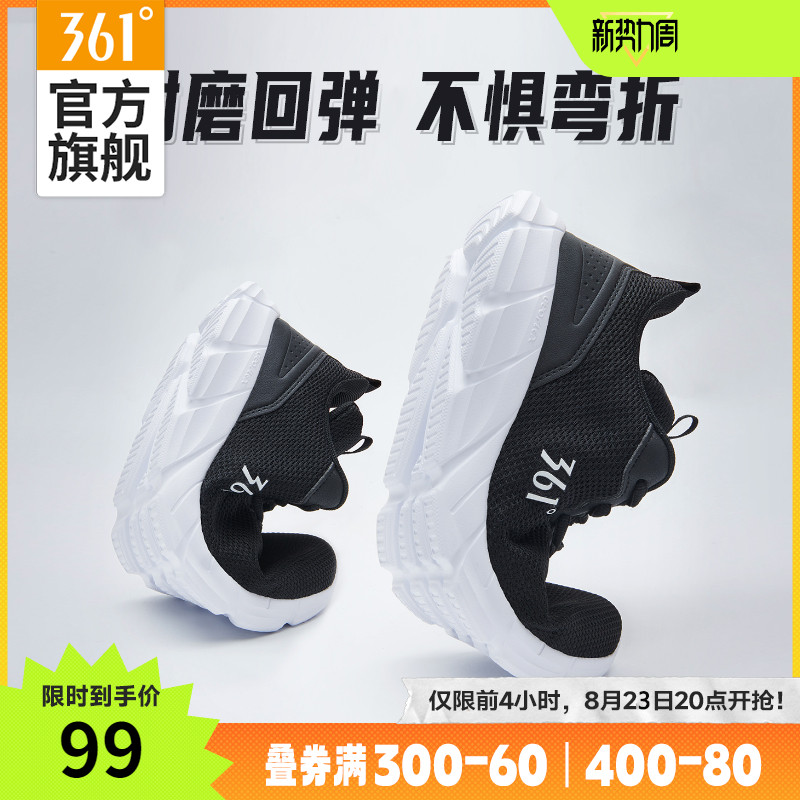 361°
官方
旗舰
新势力周
耐磨回弹 不惧弯折
361°
361°
限时到手价
99
仅限前4小时，8月23日20点开抢！
叠券满300-60|400-80